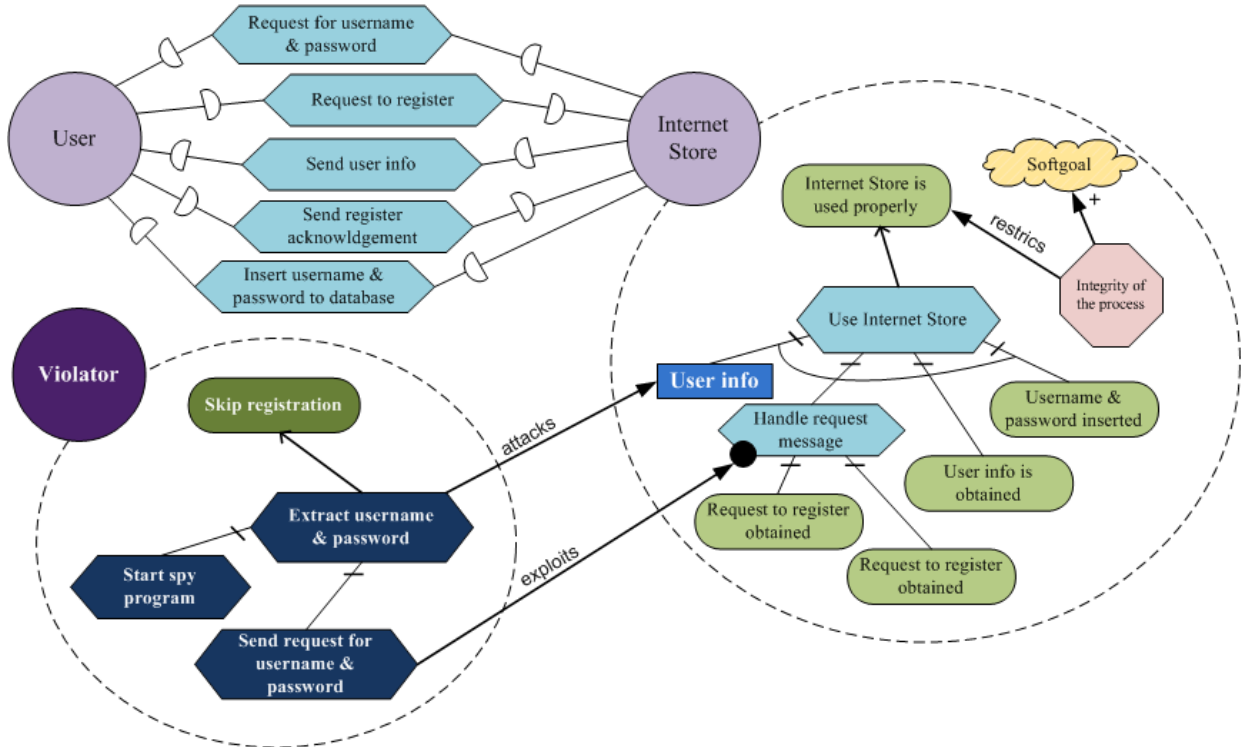 Request for username
& password
Request to register
Send user info
Send register
acknowldgement
Insert username &
password to database
User
Internet
Store
Internet Store is
used properly
Softgoal
+
restrics
Integrity of
the process
Use Internet Store
User info
Username &
password inserted
Handle request
message
User info is
obtained
Request to register
obtained
Request to register
obtained
Violator
Skip registration
attacks
Extract username
& password
exploits
Start spy
program
Send request for
username &
password